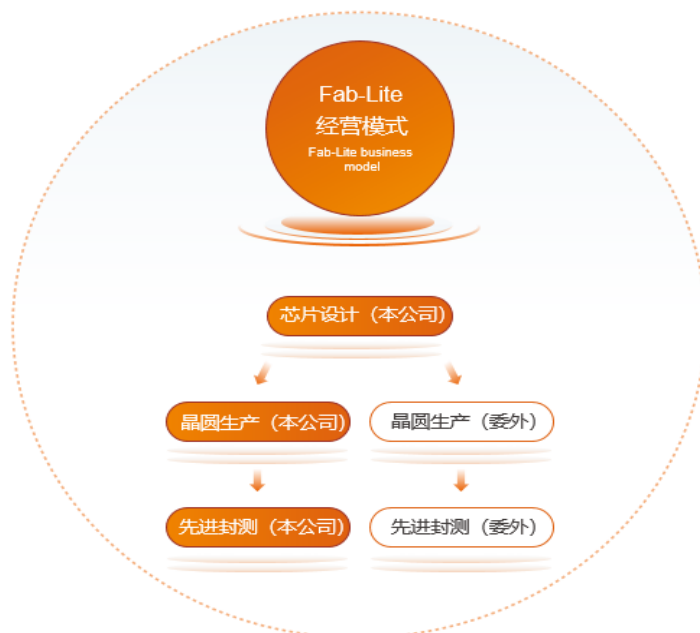 Fab-Lite
经营模式
Fab-Lite business
model
芯片设计（本公司）
晶圆生产（本公司）
晶圆生产（委外）
先进封测（本公司）
先进封测（委外）